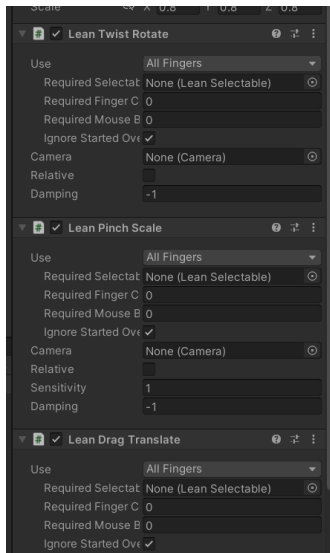 Scale X 0.8 Y 0.8 Z 0.8
# Lean Twist Rotate
Use All Fingers
Required Selectab None (Lean Selectable)
Required Finger C 0
Required Mouse B 0
Ignore Started Ove
Camera None (Camera)
Relative
Damping -1
# Lean Pinch Scale
Use All Fingers
Required Selectab None (Lean Selectable)
Required Finger C 0
Required Mouse B 0
Ignore Started Ove
Camera None (Camera)
Relative
Sensitivity 1
Damping -1
# Lean Drag Translate
Use All Fingers
Required Selectab None (Lean Selectable)
Required Finger C 0
Required Mouse B 0
Ignore Started Ove